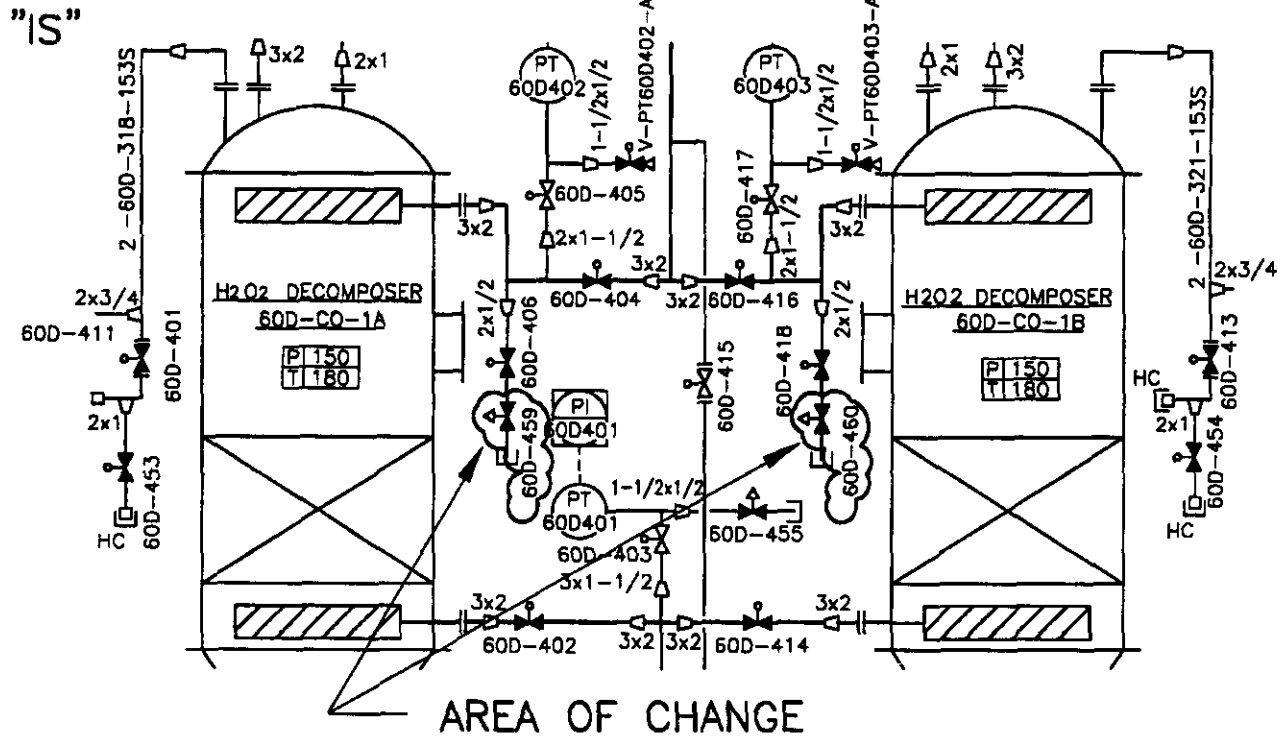 "IS"
3x2
2x1
PT
60D402
1-1/2x1/2
V-PT60D402-A
PT
60D403
1-1/2x1/2
V-PT60D403-A
2x1
3x2
2 -60D-318-153S
2 -60D-321-153S
60D-405
60D-417
3x2
2x1-1/2
2x1-1/2
3x2
3x2
60D-404
3x2
60D-416
2x3/4
60D-411
60D-401
H2O2 DECOMPOSER
60D-CO-1A
P 150
T 180
2x1/2
60D-406
60D-415
2x1/2
60D-418
H2O2 DECOMPOSER
60D-CO-1B
P 150
T 180
2x3/4
60D-413
2x1
60D-453
HC
60D-459
PI
60D401
60D-460
HC
2x1
60D-454
HC
PT
60D401
1-1/2x1/2
60D-455
60D-403
3x1-1/2
3x2
60D-402
3x2
3x2
60D-414
3x2
AREA OF CHANGE